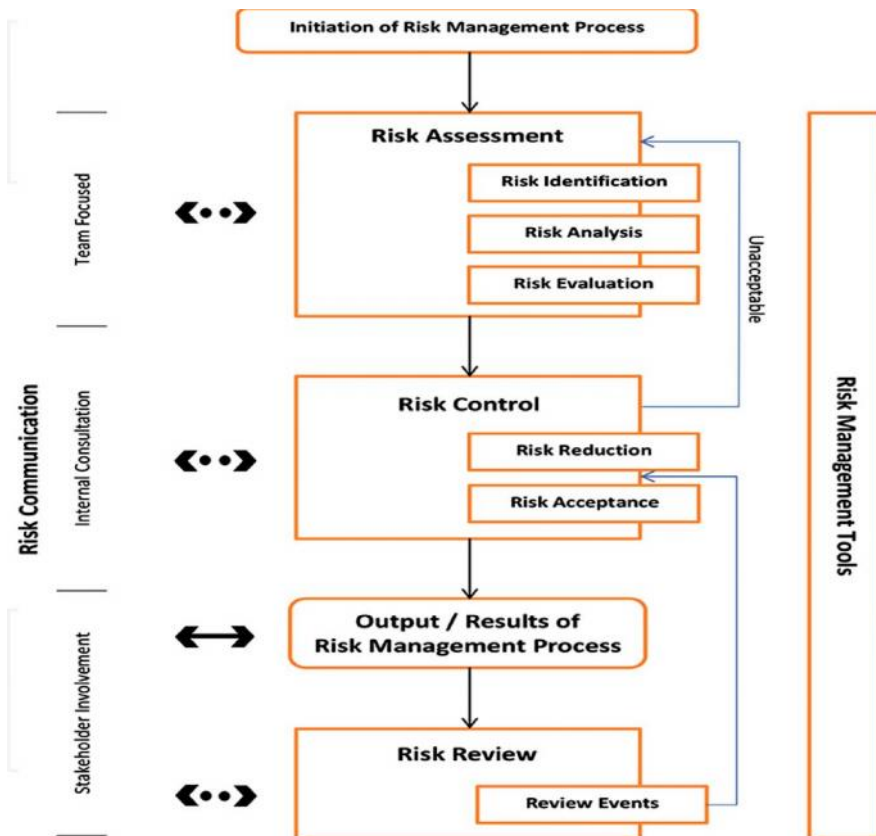 Initiation of Risk Management Process
Risk Assessment
Risk Identification
Risk Analysis
Risk Evaluation
Team Focused
Unacceptable
Risk Control
Risk Reduction
Risk Acceptance
Internal Consultation
Risk Communication
Risk Management Tools
Output / Results of
Risk Management Process
Stakeholder Involvement
Risk Review
Review Events